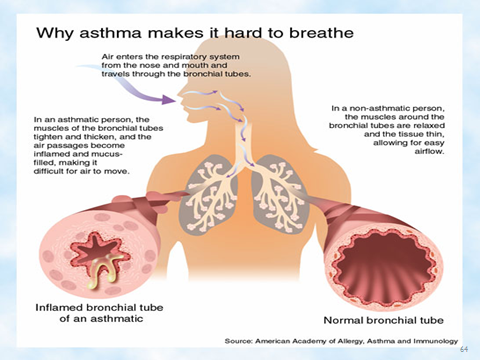 Why asthma makes it hard to breathe
Air enters the respiratory system
from the nose and mouth and
travels through the bronchial tubes.
In an asthmatic person, the
muscles of the bronchial tubes
tighten and thicken, and the
air passages become
inflamed and mucus-
filled, making it
difficult for air to move.
In a non-asthmatic person,
the muscles around the
bronchial tubes are relaxed
and the tissue thin,
allowing for easy
airflow.
Inflamed bronchial tube
of an asthmatic
Normal bronchial tube
Source: American Academy of Allergy, Asthma and Immunology
64